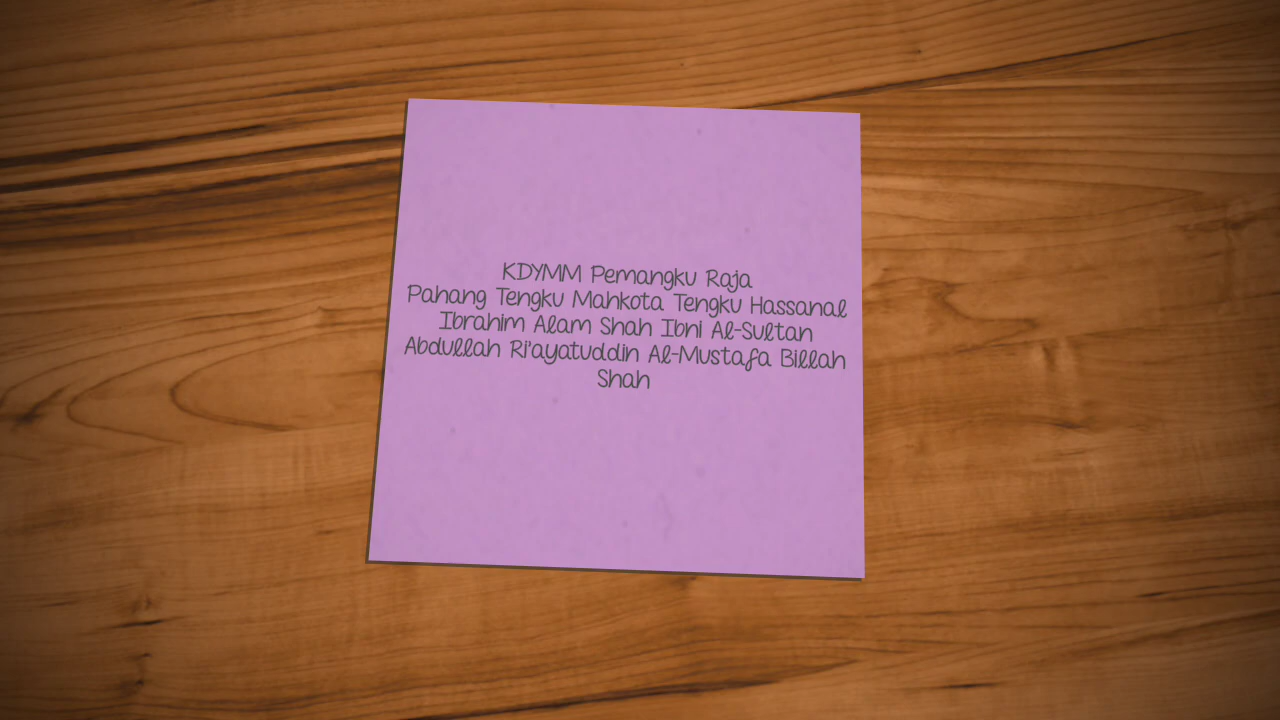 KDYMM Pemangku Raja
Pahang Tengku Mahkota Tengku Hassanal
Ibrahim Alam Shah Ibni Al-Sultan
Abdullah Ri'ayatuddin Al-Mustafa Billah
Shah